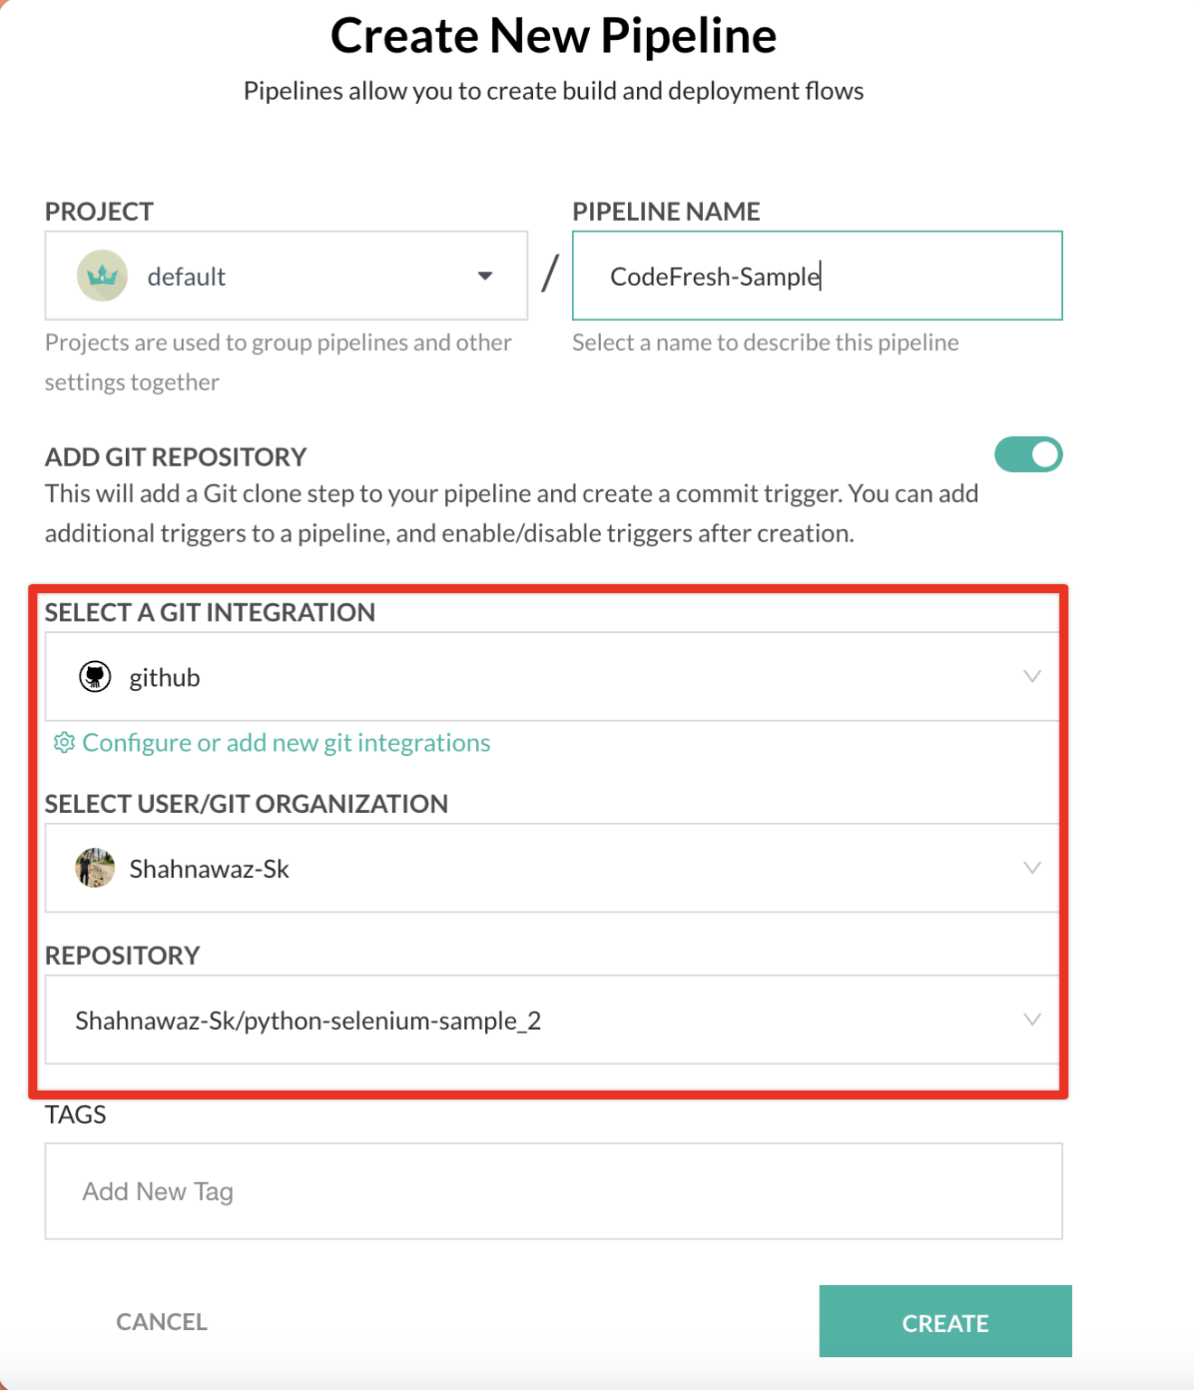 Create New Pipeline
Pipelines allow you to create build and deployment flows
PROJECT
PIPELINE NAME
default
/
CodeFresh-Sample
Projects are used to group pipelines and other
settings together
Select a name to describe this pipeline
ADD GIT REPOSITORY
This will add a Git clone step to your pipeline and create a commit trigger. You can add
additional triggers to a pipeline, and enable/disable triggers after creation.
SELECT A GIT INTEGRATION
github
Configure or add new git integrations
SELECT USER/GIT ORGANIZATION
Shahnawaz-Sk
REPOSITORY
Shahnawaz-Sk/python-selenium-sample_2
TAGS
Add New Tag
CANCEL
CREATE